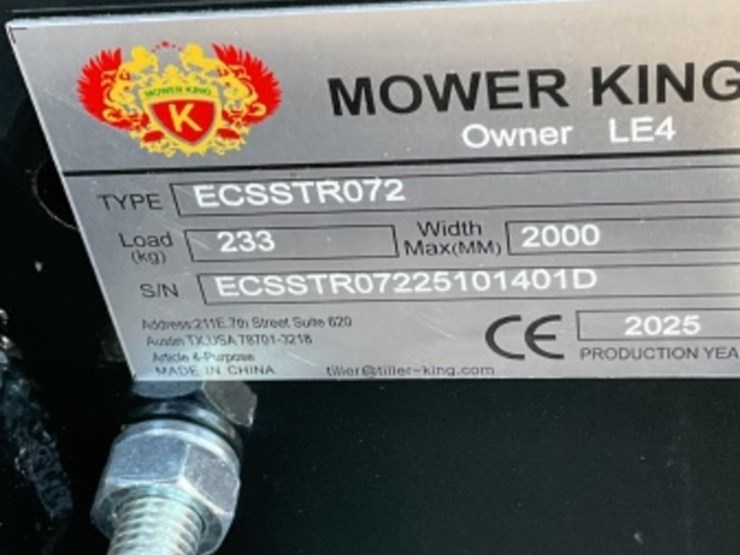 MOWER KING
K
MOWER KING
Owner LE4
TYPE ECSSTR072
Load (kg) 233 Width Max(MM) 2000
S/N ECSSTR07225101401D
Address:211E.7th Street Suite 620
Austin TX,USA 78701-3218
Article 4-Purpose
MADE IN CHINA
tiller@tiller-king.com
CE
2025
PRODUCTION YEA